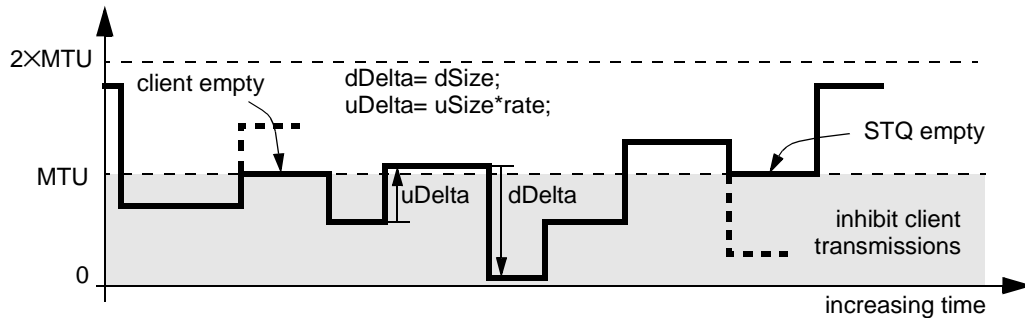 2×MTU
client empty
dDelta= dSize;
uDelta= uSize*rate;
STQ empty
MTU
uDelta
dDelta
inhibit client
transmissions
0
increasing time